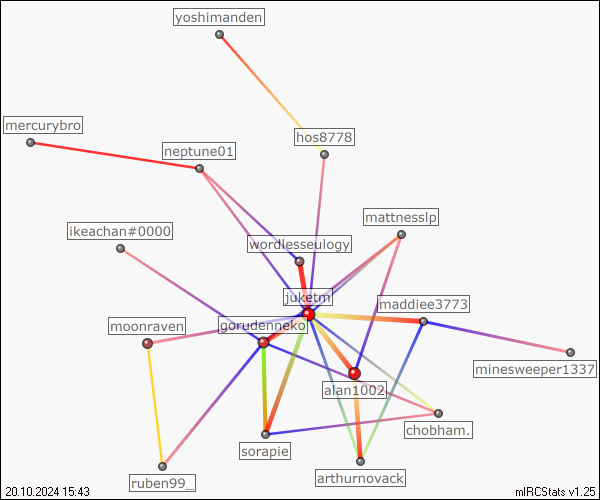 yoshimanden
mercurybro
hos8778
neptune01
mattnesslp
ikeachan#0000
wordlesseulogy
juketm
maddiee3773
moonraven
gorudenneko
minesweeper1337
alan1002
chobham.
sorapie
arthurnovack
ruben99_
20.10.2024 15:43
mIRCStats v1.25